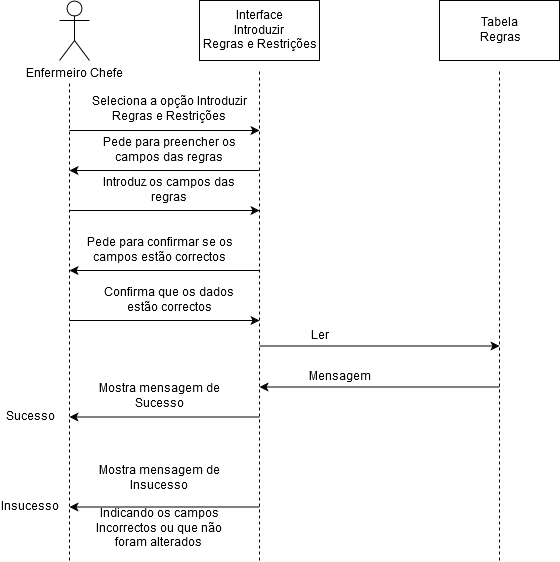 Interface
Introduzir
Regras e Restrições
Tabela
Regras
Enfermeiro Chefe
Seleciona a opção Introduzir
Regras e Restrições
Pede para preencher os
campos das regras
Introduz os campos das
regras
Pede para confirmar se os
campos estão correctos
Confirma que os dados
estão correctos
Ler
Mensagem
Mostra mensagem de
Sucesso
Sucesso
Mostra mensagem de
Insucesso
Insucesso
Indicando os campos
Incorrectos ou que não
foram alterados